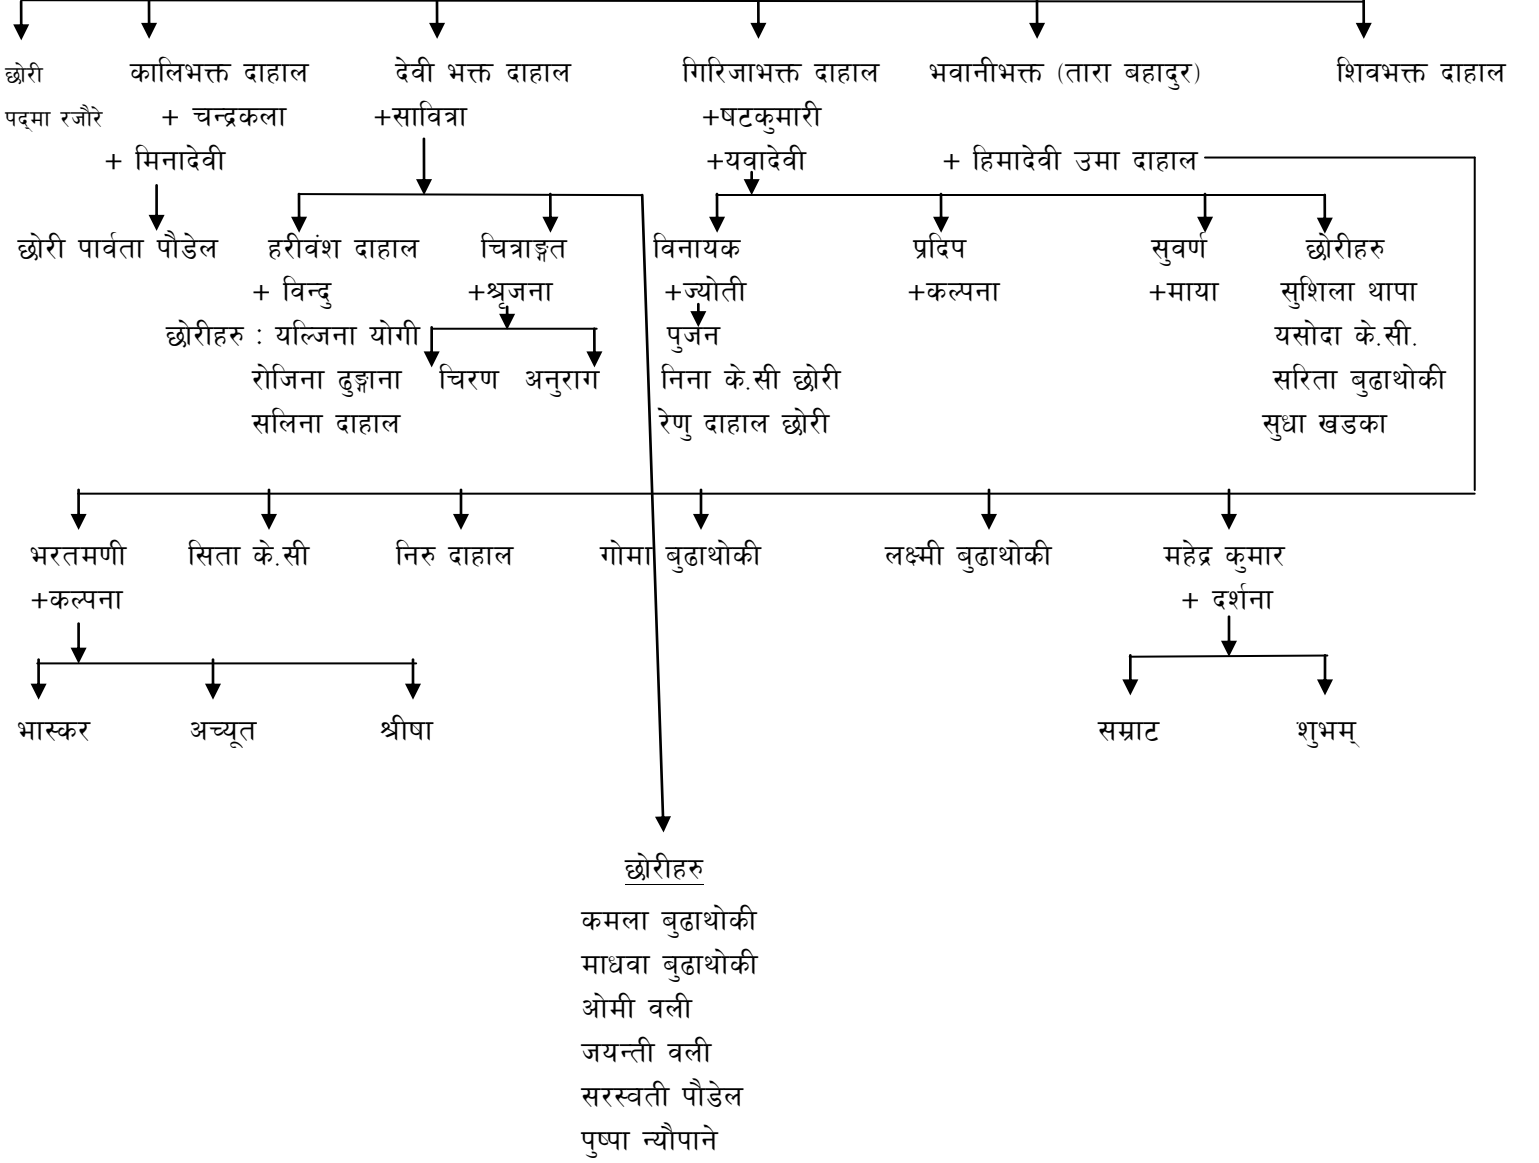 छोरी कालिभक्त दाहाल देवी भक्त दाहाल गिरिजाभक्त दाहाल भवानीभक्त (तारा बहादुर) शिवभक्त दाहाल
पद्मा रजौरे + चन्द्रकला +सावित्रा +षटकुमारी
+ मिनादेवी +यवादेवी + हिमादेवी उमा दाहाल
छोरी पार्वता पौडेल हरीवंश दाहाल चित्राङ्गत विनायक प्रदिप सुवर्ण छोरीहरु
+ विन्दु +श्रृजना +ज्योती +कल्पना +माया सुशिला थापा
छोरीहरु : यल्जिना योगी पुर्जन यसोदा के.सी.
रोजिना ढुङ्गाना चिरण अनुराग निना के.सी छोरी सरिता बुढाथोकी
सलिना दाहाल रेणु दाहाल छोरी सुधा खडका
भरतमणी सिता के.सी निरु दाहाल गोमा बुढाथोकी लक्ष्मी बुढाथोकी महेद्र कुमार
+कल्पना + दर्शना
भास्कर अच्यूत श्रीषा सम्राट शुभम्
छोरीहरु
कमला बुढाथोकी
माधवा बुढाथोकी
ओमी वली
जयन्ती वली
सरस्वती पौडेल
पुष्पा न्यौपाने